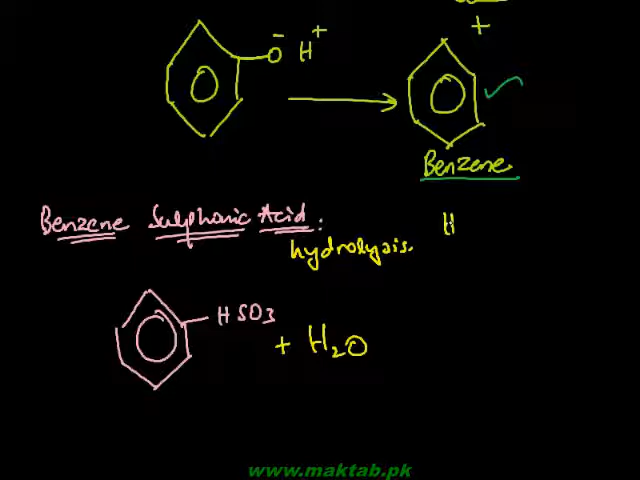 +
O⁻ H⁺
Benzene
Benzene Sulphonic Acid:
hydrolysis.
H
HSO3 + H2O
www.maktab.pk